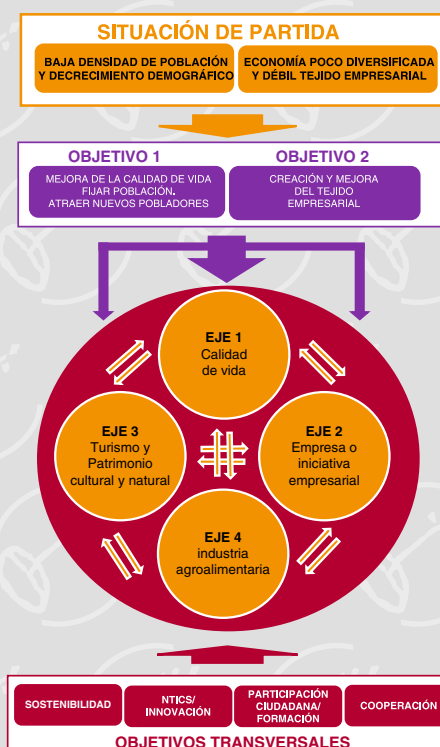 SITUACIÓN DE PARTIDA
BAJA DENSIDAD DE POBLACIÓN
Y DECRECIMIENTO DEMOGRÁFICO
ECONOMÍA POCO DIVERSIFICADA
Y DÉBIL TEJIDO EMPRESARIAL
OBJETIVO 1
MEJORA DE LA CALIDAD DE VIDA
FIJAR POBLACIÓN.
ATRAER NUEVOS POBLADORES
OBJETIVO 2
CREACIÓN Y MEJORA
DEL TEJIDO
EMPRESARIAL
EJE 1
Calidad
de vida
EJE 3
Turismo y
Patrimonio
cultural y natural
EJE 2
Empresa o
iniciativa
empresarial
EJE 4
industria
agroalimentaria
SOSTENIBILIDAD
NTICS/
INNOVACIÓN
PARTICIPACIÓN
CIUDADANA/
FORMACIÓN
COOPERACIÓN
OBJETIVOS TRANSVERSALES